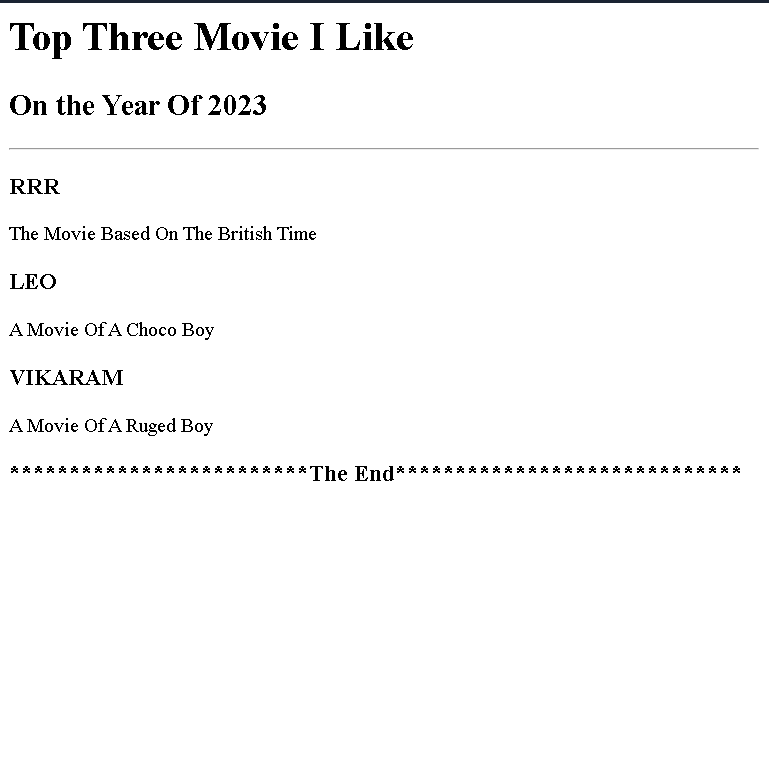 Top Three Movie I Like
On the Year Of 2023
RRR
The Movie Based On The British Time
LEO
A Movie Of A Choco Boy
VIKARAM
A Movie Of A Ruged Boy
*************************The End*****************************